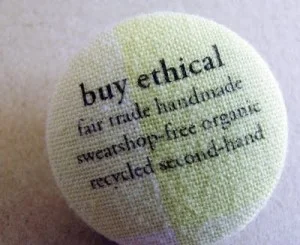 buy ethical
fair trade handmade
sweatshop-free organic
recycled second-hand